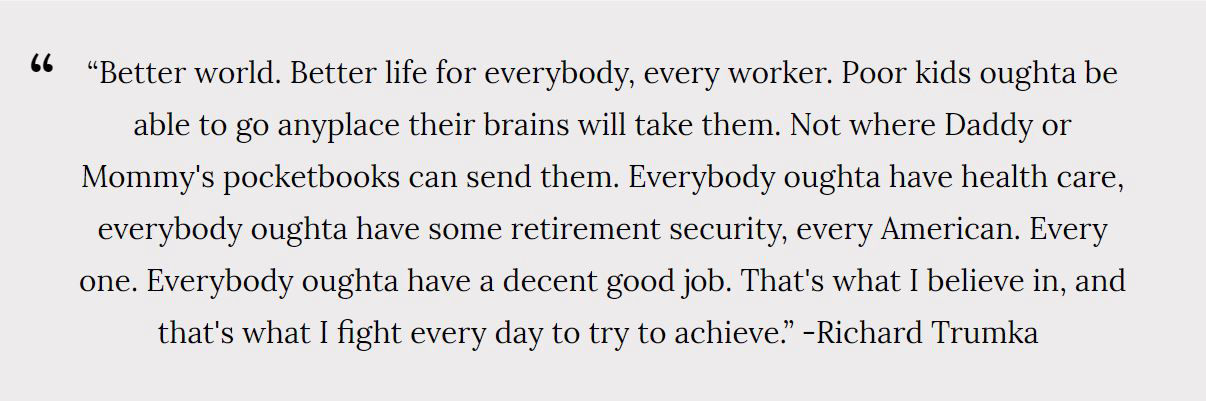 “ “Better world. Better life for everybody, every worker. Poor kids oughta be
able to go anyplace their brains will take them. Not where Daddy or
Mommy's pocketbooks can send them. Everybody oughta have health care,
everybody oughta have some retirement security, every American. Every
one. Everybody oughta have a decent good job. That's what I believe in, and
that's what I fight every day to try to achieve.” -Richard Trumka